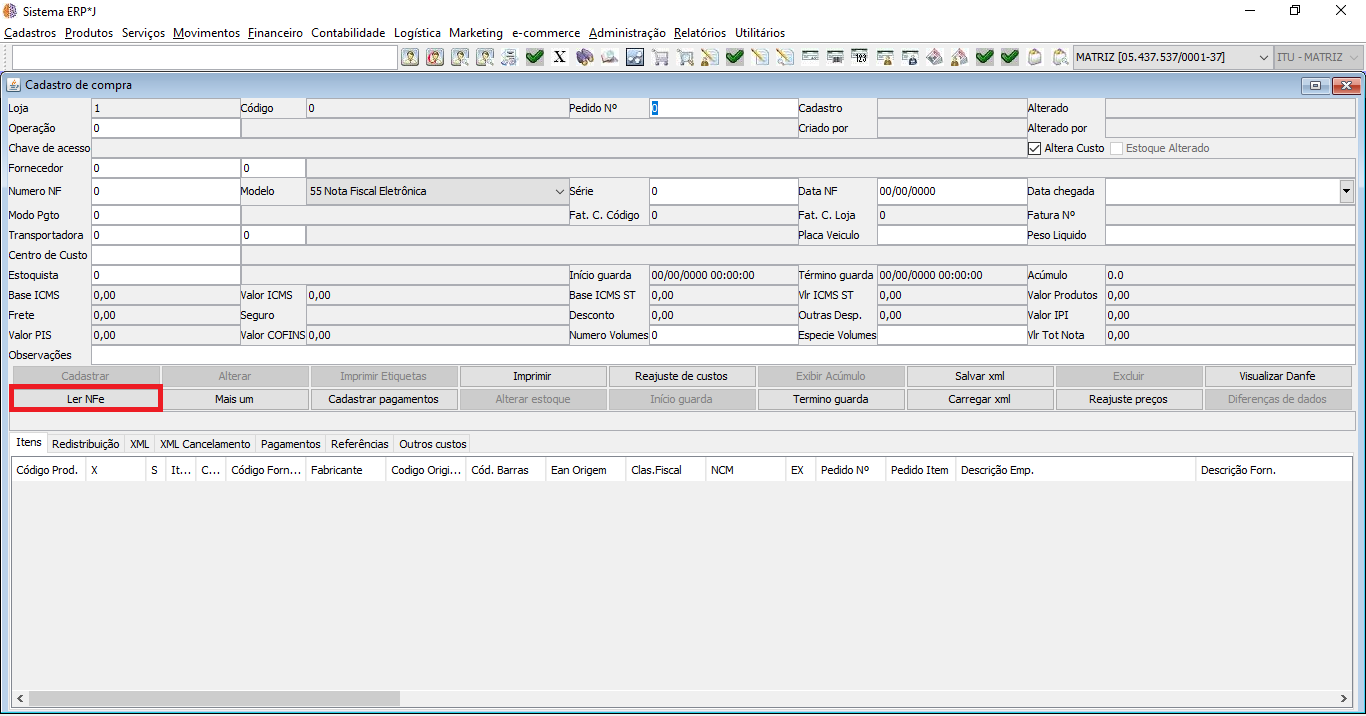 Sistema ERP*J
Cadastros Produtos Serviços Movimentos Financeiro Contabilidade Logística Marketing e-commerce Administração Relatórios Utilitários
X 123 MATRIZ [05.437.537/0001-37] ITU - MATRIZ
Cadastro de compra
Loja 1 Código 0 Pedido Nº 0 Cadastro Alterado
Operação 0 Criado por Alterado por
Chave de acesso Altera Custo Estoque Alterado
Fornecedor 0 0
Numero NF 0 Modelo 55 Nota Fiscal Eletrônica Série 0 Data NF 00/00/0000 Data chegada
Modo Pgto 0 Fat. C. Código 0 Fat. C. Loja 0 Fatura Nº
Transportadora 0 0 Placa Veiculo Peso Liquido
Centro de Custo
Estoquista 0 Início guarda 00/00/0000 00:00:00 Término guarda 00/00/0000 00:00:00 Acúmulo 0.0
Base ICMS 0,00 Valor ICMS 0,00 Base ICMS ST 0,00 Vlr ICMS ST 0,00 Valor Produtos 0,00
Frete 0,00 Seguro Desconto 0,00 Outras Desp. 0,00 Valor IPI 0,00
Valor PIS 0,00 Valor COFINS 0,00 Numero Volumes 0 Especie Volumes Vlr Tot Nota 0,00
Observações
Cadastrar Alterar Imprimir Etiquetas Imprimir Reajuste de custos Exibir Acúmulo Salvar xml Excluir Visualizar Danfe
Ler NFe Mais um Cadastrar pagamentos Alterar estoque Início guarda Termino guarda Carregar xml Reajuste preços Diferenças de dados
Itens Redistribuição XML XML Cancelamento Pagamentos Referências Outros custos
Código Prod. X S It... C... Código Forn... Fabricante Codigo Origi... Cód. Barras Ean Origem Clas.Fiscal NCM EX Pedido Nº Pedido Item Descrição Emp. Descrição Forn.